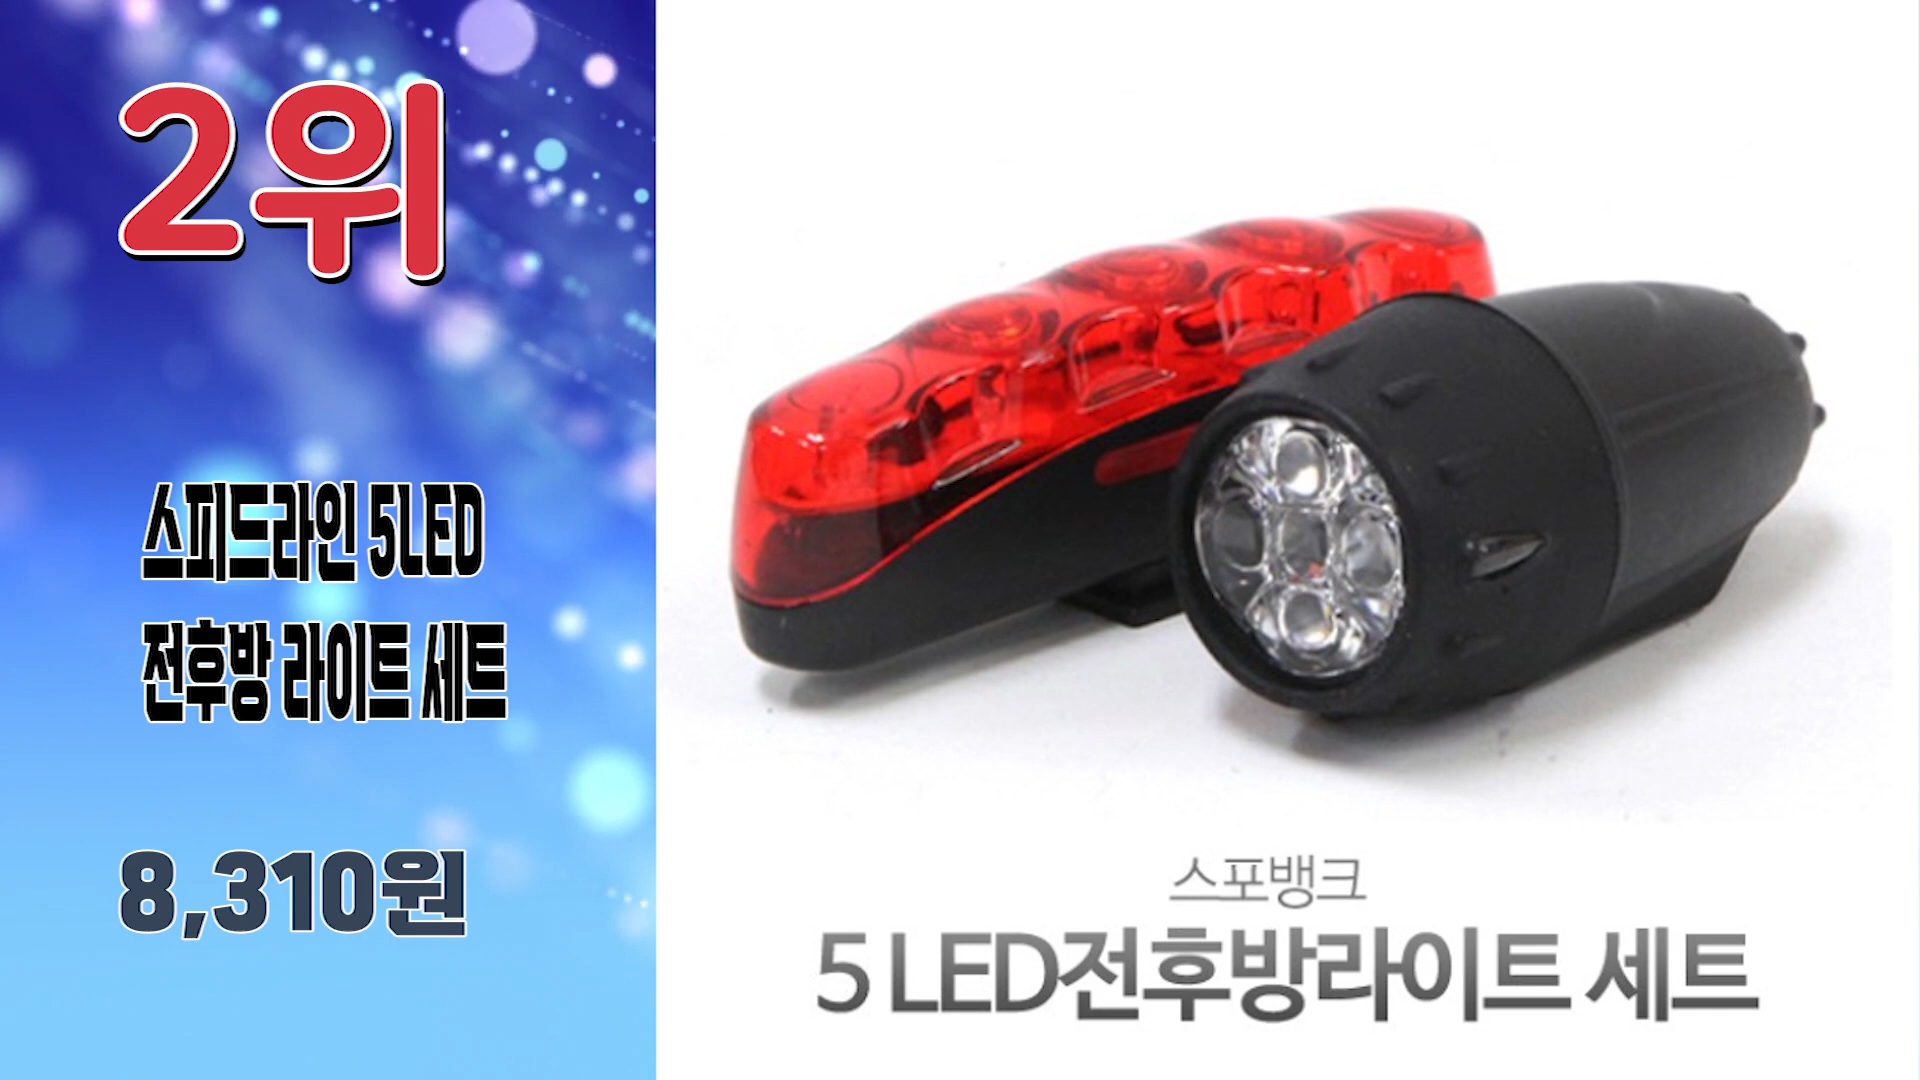 2위
스피드라인 5LED
전후방 라이트 세트
8,310원
스포뱅크
5 LED전후방라이트 세트